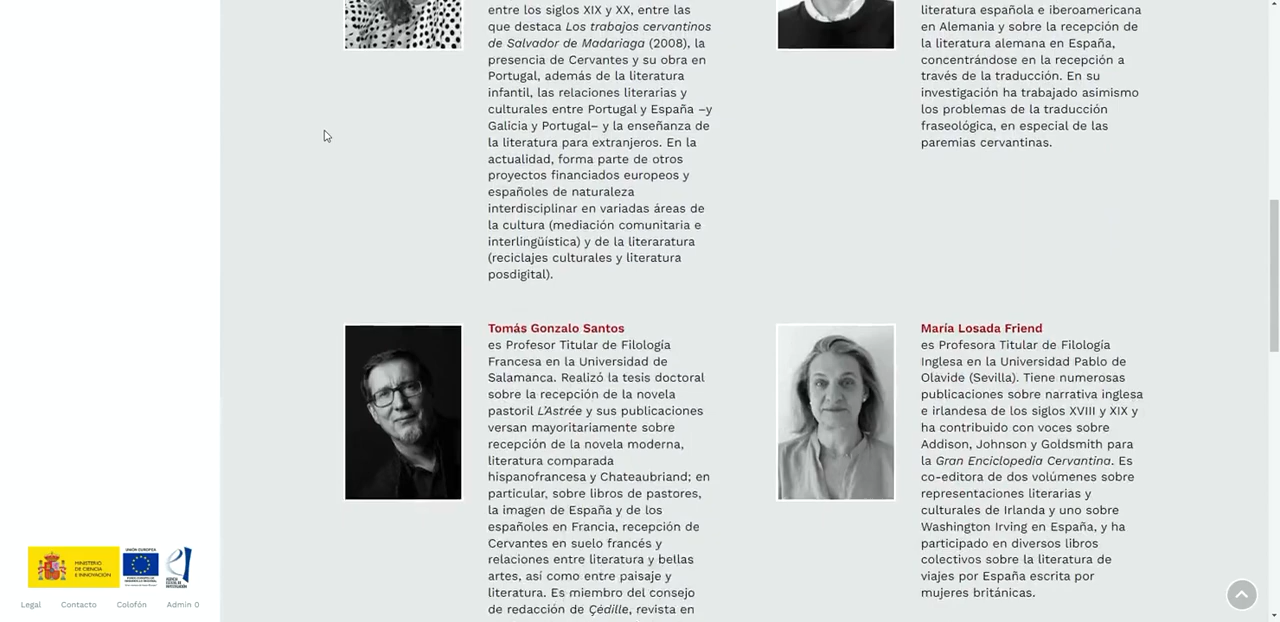 entre los siglos XIX y XX, entre las
que destaca Los trabajos cervantinos
de Salvador de Madariaga (2008), la
presencia de Cervantes y su obra en
Portugal, además de la literatura
infantil, las relaciones literarias y
culturales entre Portugal y España –y
Galicia y Portugal– y la enseñanza de
la literatura para extranjeros. En la
actualidad, forma parte de otros
proyectos financiados europeos y
españoles de naturaleza
interdisciplinar en variadas áreas de
la cultura (mediación comunitaria e
interlingüística) y de la literaratura
(reciclajes culturales y literatura
posdigital).
literatura española e iberoamericana
en Alemania y sobre la recepción de
la literatura alemana en España,
concentrándose en la recepción a
través de la traducción. En su
investigación ha trabajado asimismo
los problemas de la traducción
fraseológica, en especial de las
paremias cervantinas.
Tomás Gonzalo Santos
es Profesor Titular de Filología
Francesa en la Universidad de
Salamanca. Realizó la tesis doctoral
sobre la recepción de la novela
pastoril L'Astrée y sus publicaciones
versan mayoritariamente sobre
recepción de la novela moderna,
literatura comparada
hispanofrancesa y Chateaubriand; en
particular, sobre libros de pastores,
la imagen de España y de los
españoles en Francia, recepción de
Cervantes en suelo francés y
relaciones entre literatura y bellas
artes, así como entre paisaje y
literatura. Es miembro del consejo
de redacción de Çédille, revista en
María Losada Friend
es Profesora Titular de Filología
Inglesa en la Universidad Pablo de
Olavide (Sevilla). Tiene numerosas
publicaciones sobre narrativa inglesa
e irlandesa de los siglos XVIII y XIX y
ha contribuido con voces sobre
Addison, Johnson y Goldsmith para
la Gran Enciclopedia Cervantina. Es
co-editora de dos volúmenes sobre
representaciones literarias y
culturales de Irlanda y uno sobre
Washington Irving en España, y ha
participado en diversos libros
colectivos sobre la literatura de
viajes por España escrita por
mujeres británicas.
MINISTERIO
DE CIENCIA
E INNOVACIÓN
UNIÓN EUROPEA
Legal Contacto Colofón Admin 0